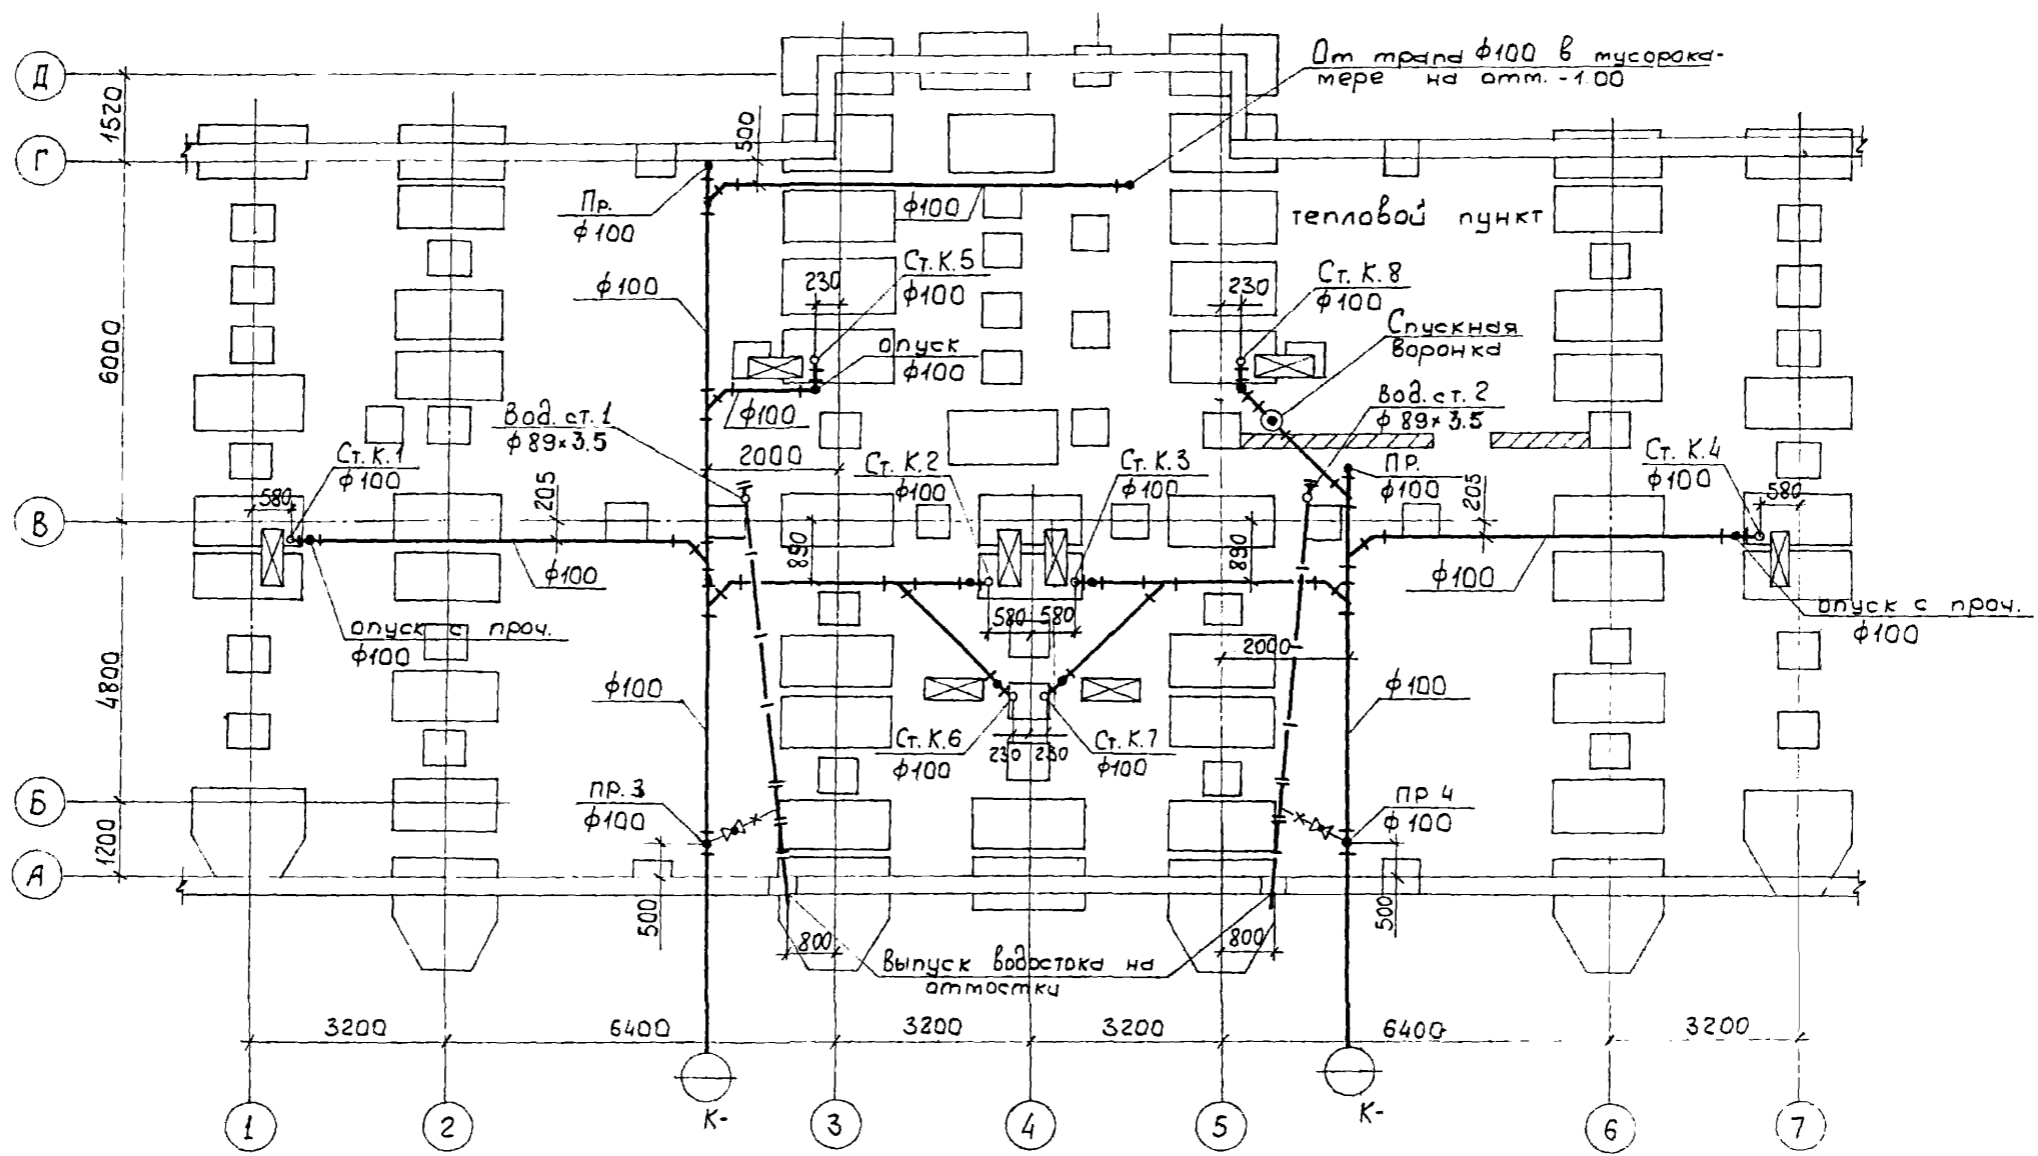 От трапа ф100 в мусорока-
мере на отт. -1.00
Д
1520
500
Г
Пр.
ф100
ф100
тепловой пункт
Ст.К.5
ф100
230
230
Ст.К.8
ф100
ф100
Спускная
воронка
опуск
ф100
6000
ф100
Вод.ст.1
ф89×3.5
Вод.ст.2
ф89×3.5
2000
Ст.К.1
ф100
Ст.К.2
ф100
Ст.К.3
ф100
ПР.
ф100
Ст.К.4
ф100
580
205
205
580
В
890
890
ф100
ф100
опуск с проч.
ф100
580
580
опуск с проч.
ф100
2000
4800
ф100
ф100
Ст.К.6
ф100
230
230
Ст.К.7
ф100
Б
ПР.3
ф100
ПР 4
ф100
1200
А
500
500
800
800
Выпуск водостока на
отмостки
3200
6400
3200
3200
6400
3200
К-
К-
1
2
3
4
5
6
7